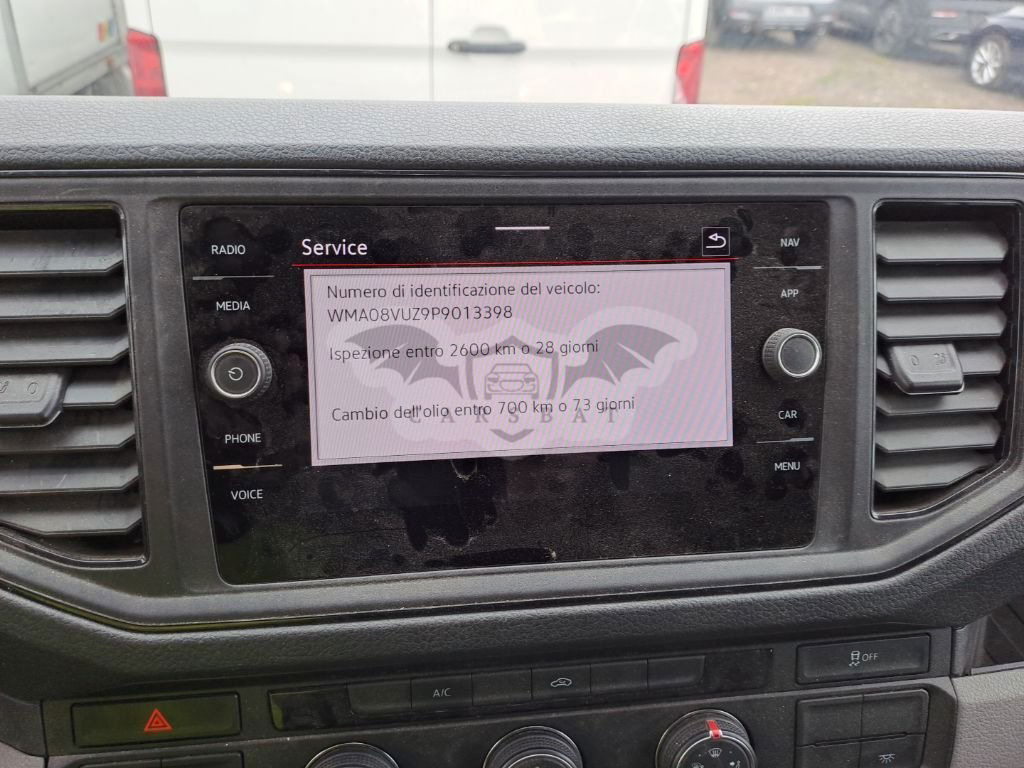 RADIO
MEDIA
PHONE
VOICE
Service
Numero di identificazione del veicolo:
WMA08VUZ9P9013398
Ispezione entro 2600 km o 28 giorni
Cambio dell'olio entro 700 km o 73 giorni
CARSBAT
NAV
APP
CAR
MENU
A/C
OFF